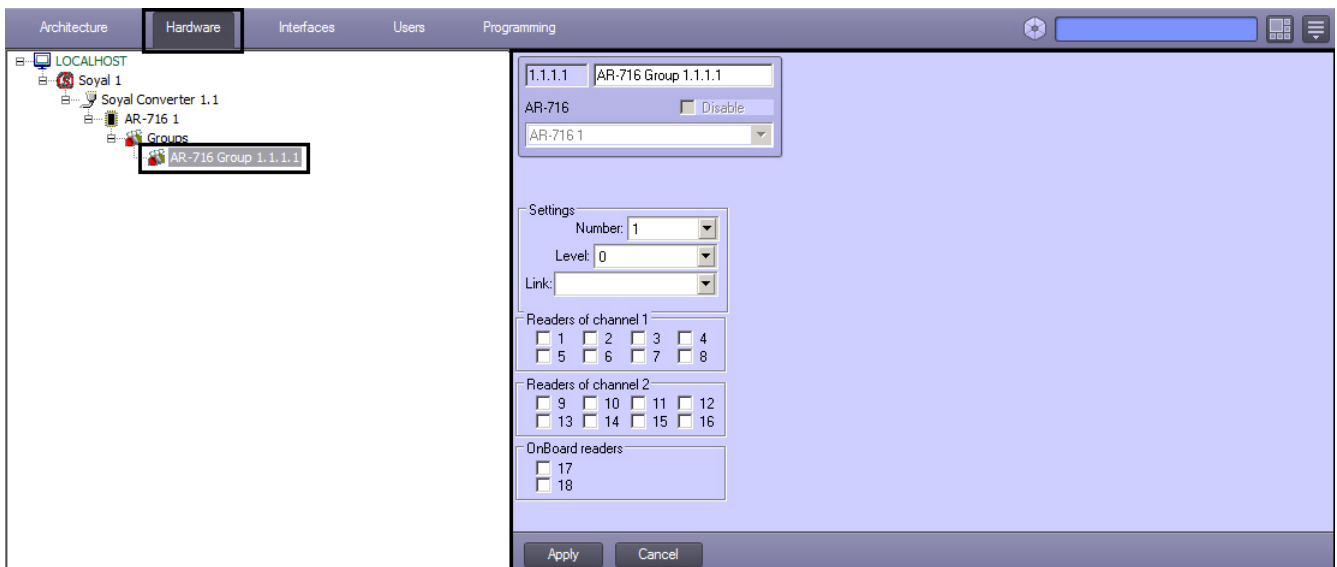 Architecture Hardware Interfaces Users Programming
LOCALHOST
Soyal 1
Soyal Converter 1.1
AR-716 1
Groups
AR-716 Group 1.1.1.1
1.1.1.1 AR-716 Group 1.1.1.1
AR-716 Disable
AR-716 1
Settings
Number: 1
Level: 0
Link:
Readers of channel 1
1 2 3 4
5 6 7 8
Readers of channel 2
9 10 11 12
13 14 15 16
OnBoard readers
17
18
Apply Cancel